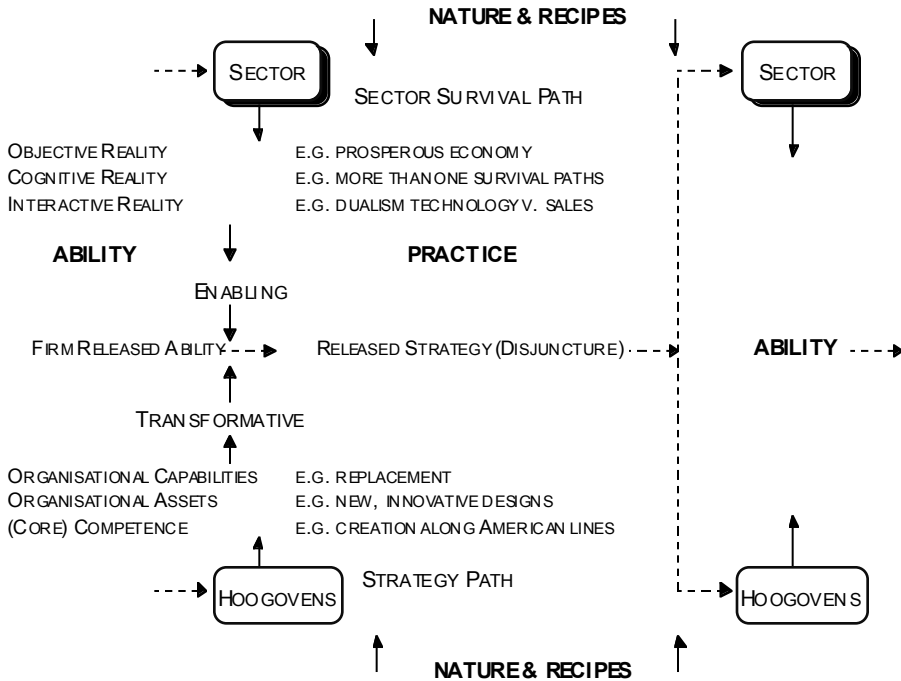 NATURE & RECIPES
SECTOR SECTOR
SECTOR SURVIVAL PATH
OBJECTIVE REALITY E.G. PROSPEROUS ECONOMY
COGNITIVE REALITY E.G. MORE THAN ONE SURVIVAL PATHS
INTERACTIVE REALITY E.G. DUALISM TECHNOLOGY V. SALES
ABILITY PRACTICE
ENABLING
FIRM RELEASED ABILITY RELEASED STRATEGY (DISJUNCTURE) ABILITY
TRANSFORMATIVE
ORGANISATIONAL CAPABILITIES E.G. REPLACEMENT
ORGANISATIONAL ASSETS E.G. NEW, INNOVATIVE DESIGNS
(CORE) COMPETENCE E.G. CREATION ALONG AMERICAN LINES
STRATEGY PATH
HOOGOVENS HOOGOVENS
NATURE & RECIPES